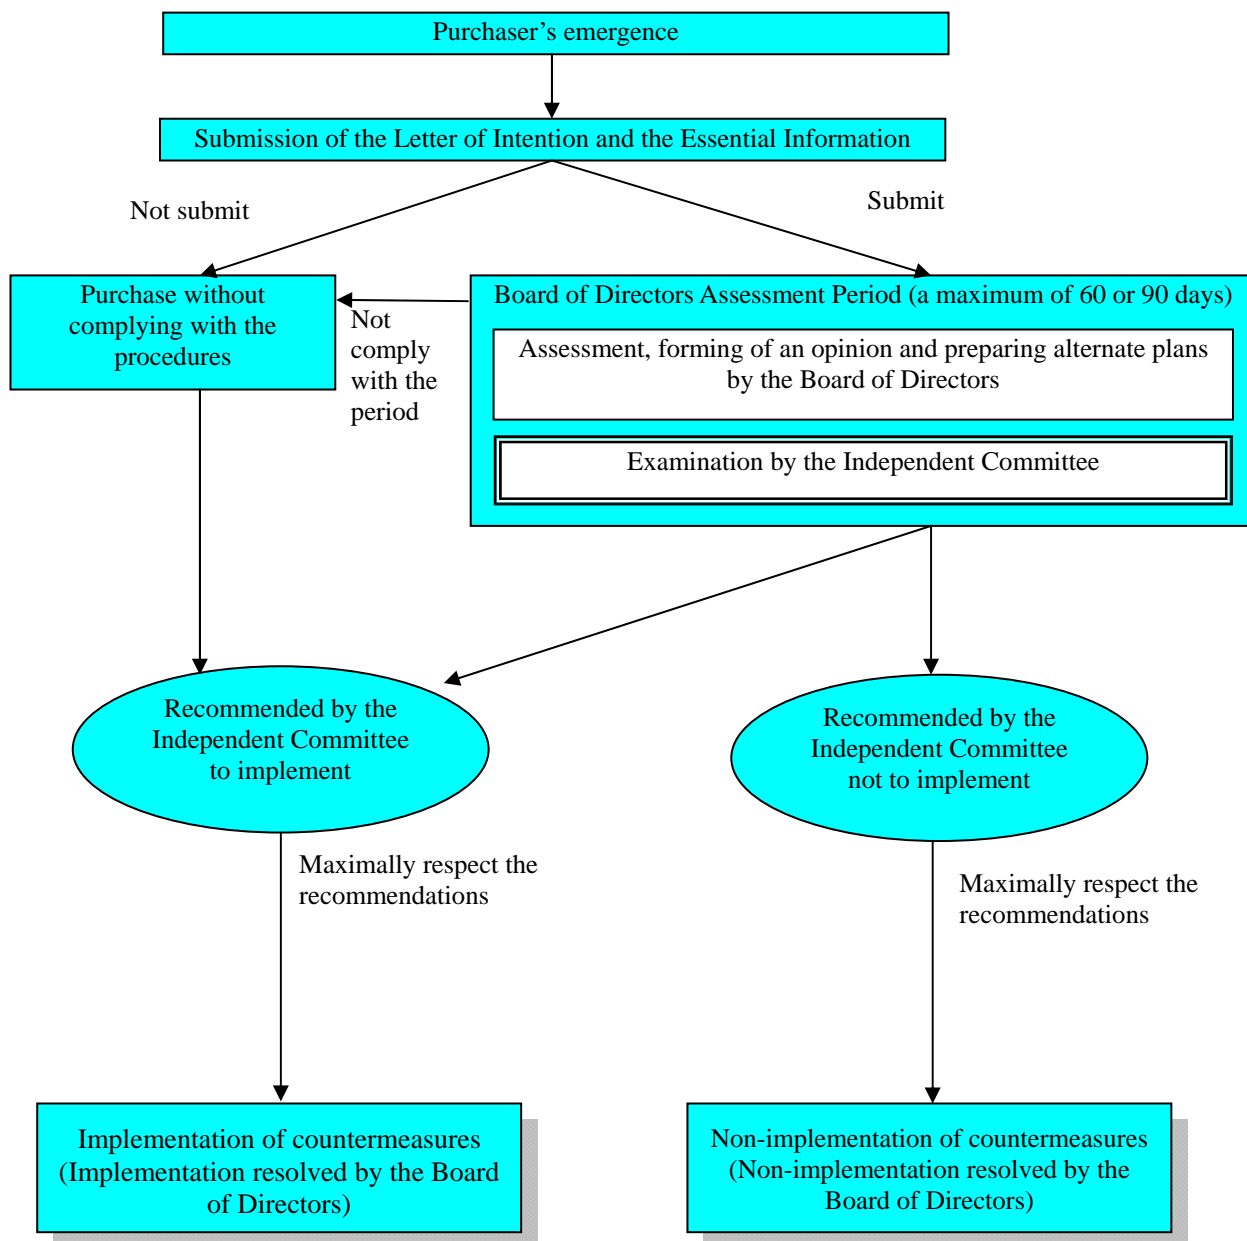 Purchaser’s emergence
Submission of the Letter of Intention and the Essential Information
Not submit
Submit
Purchase without
complying with the
procedures
Not
comply
with the
period
Board of Directors Assessment Period (a maximum of 60 or 90 days)
Assessment, forming of an opinion and preparing alternate plans
by the Board of Directors
Examination by the Independent Committee
Recommended by the
Independent Committee
to implement
Recommended by the
Independent Committee
not to implement
Maximally respect the
recommendations
Maximally respect the
recommendations
Implementation of countermeasures
(Implementation resolved by the Board
of Directors)
Non-implementation of countermeasures
(Non-implementation resolved by the
Board of Directors)